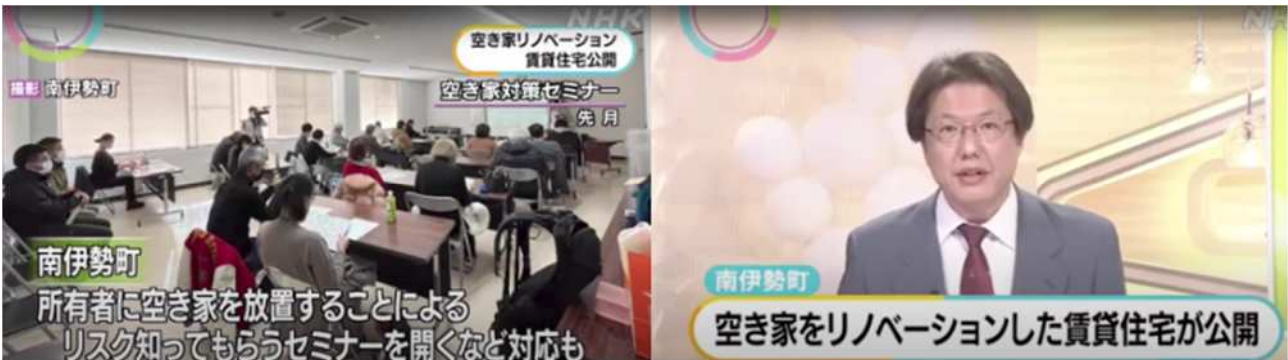 NHK
空き家リノベーション
賃貸住宅公開
空き家対策セミナー
先月
撮影 南伊勢町
南伊勢町
所有者に空き家を放置することによる
リスク知ってもらうセミナーを開くなど対応も
NHK
南伊勢町
空き家をリノベーションした賃貸住宅が公開